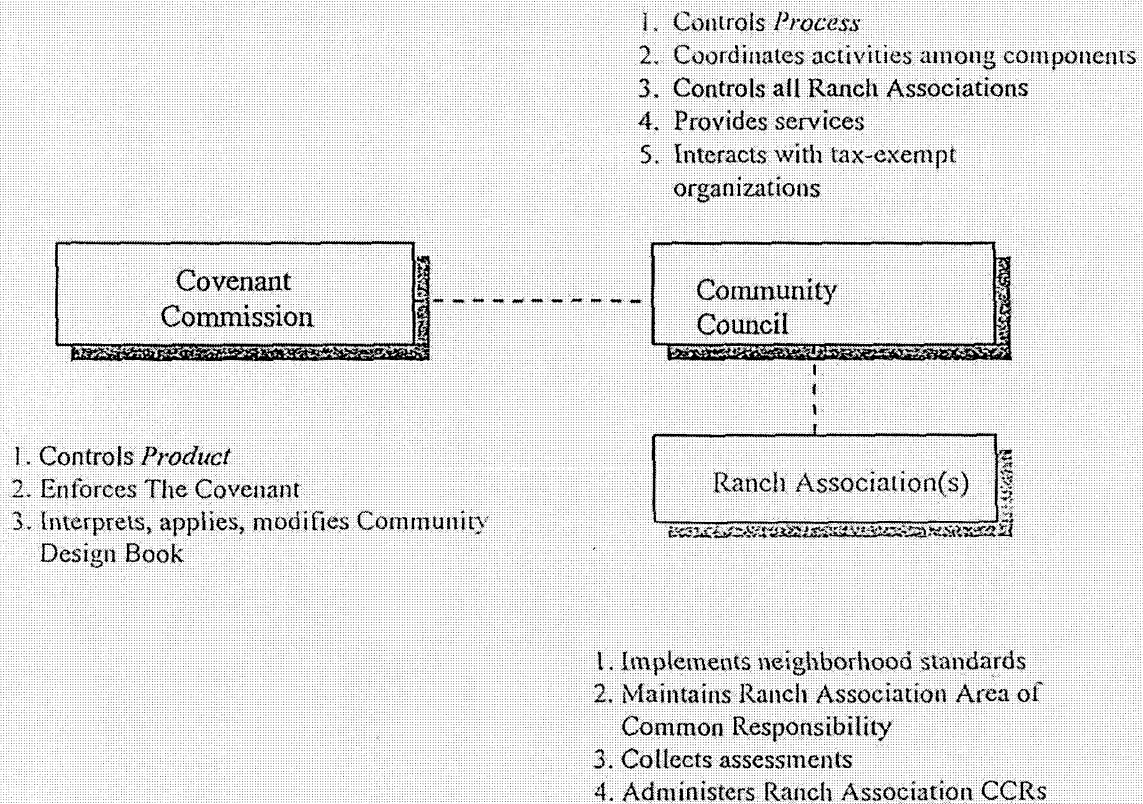 1. Controls Process
2. Coordinates activities among components
3. Controls all Ranch Associations
4. Provides services
5. Interacts with tax-exempt
organizations
Covenant
Commission
Community
Council
1. Controls Product
2. Enforces The Covenant
3. Interprets, applies, modifies Community
Design Book
Ranch Association(s)
1. Implements neighborhood standards
2. Maintains Ranch Association Area of
Common Responsibility
3. Collects assessments
4. Administers Ranch Association CCRs